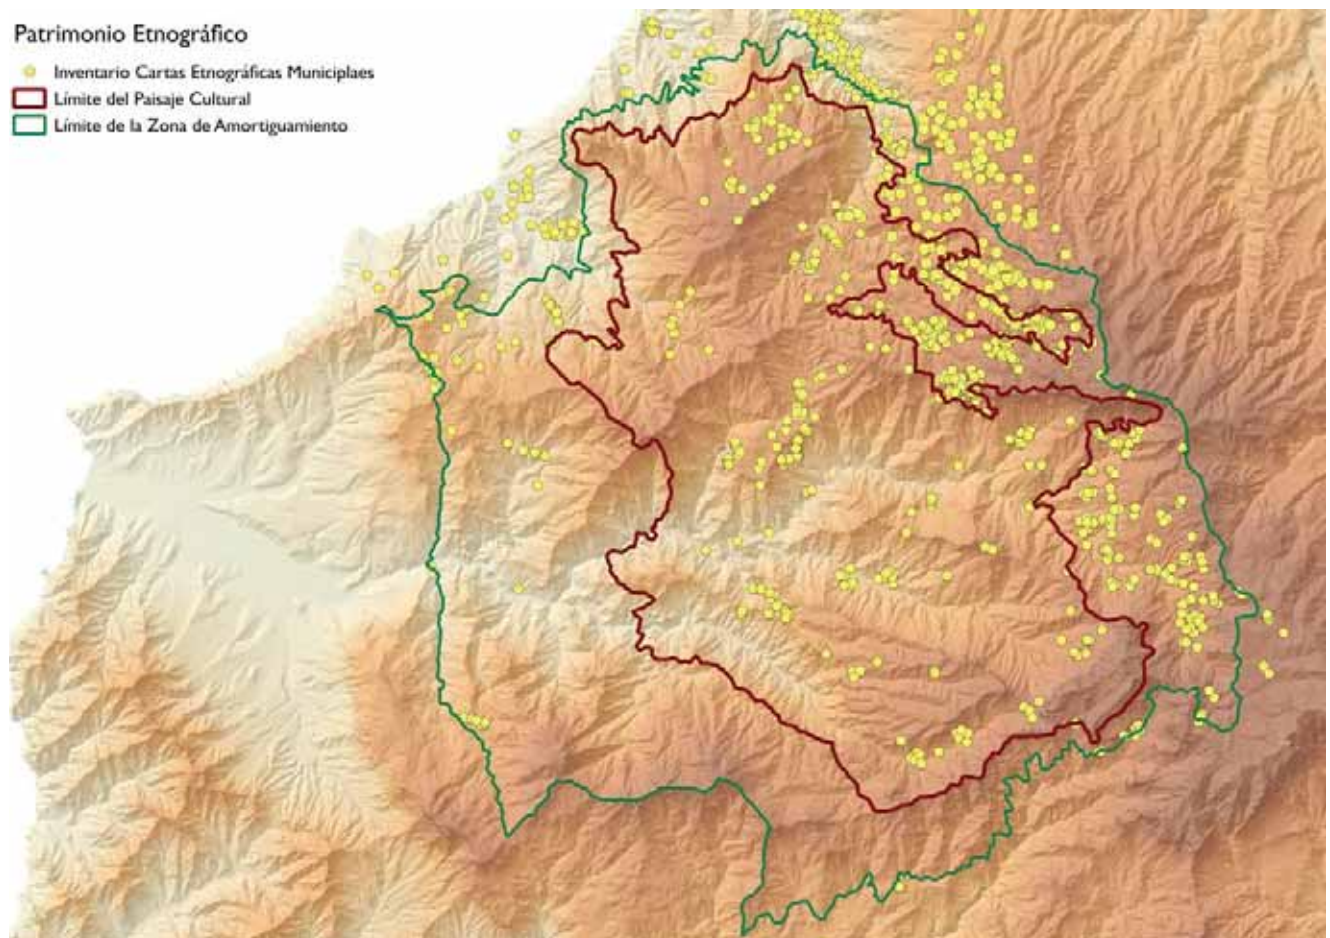 Patrimonio Etnográfico
Inventario Cartas Etnográficas Municiplaes
Límite del Paisaje Cultural
Límite de la Zona de Amortiguamiento